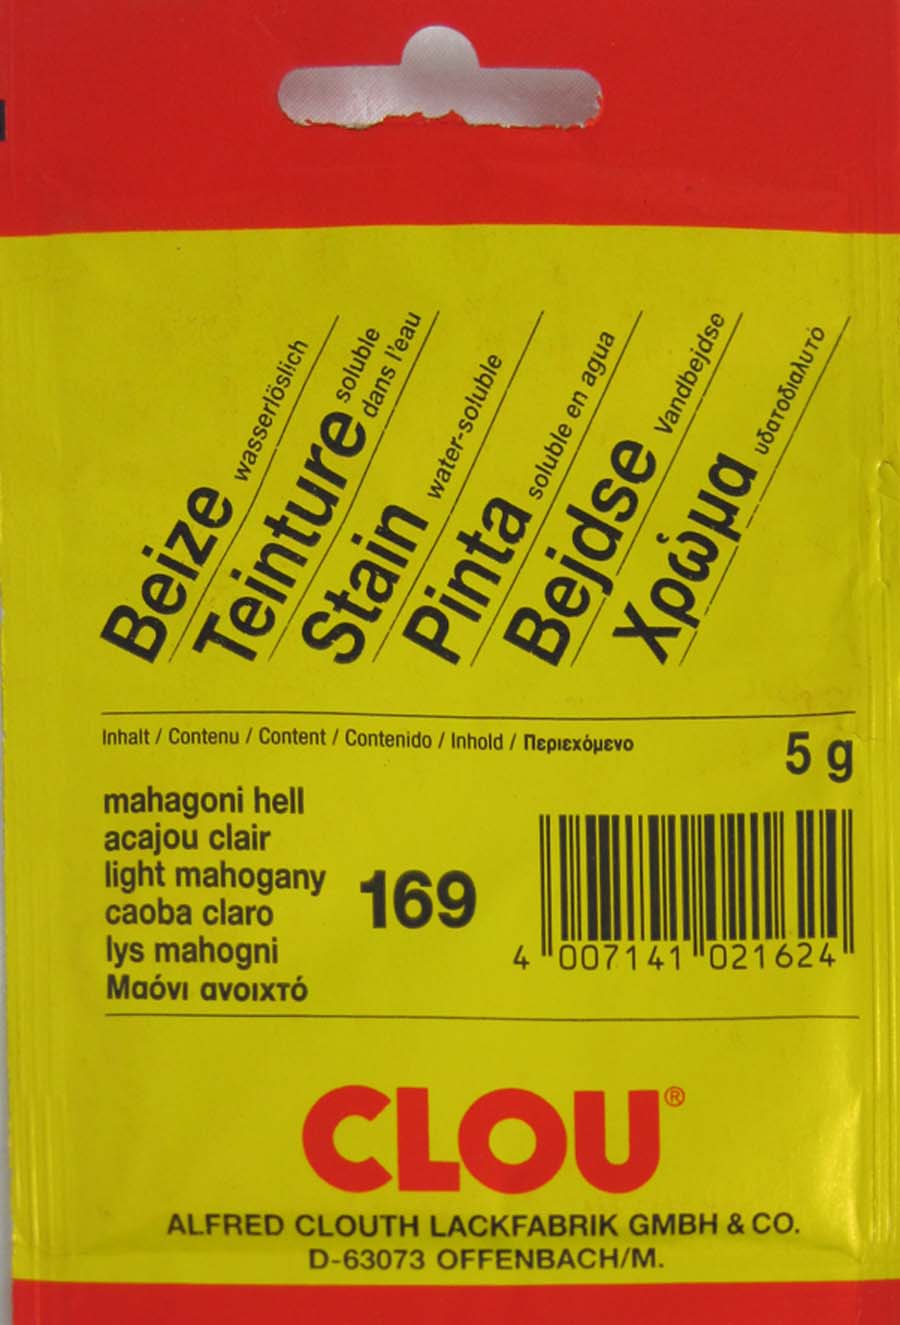 Beize wasserlöslich
Teinture soluble
dans l'eau
Stain water-soluble
Pinta soluble en agua
Bejdse Vandbejdse
Χρώμα υδατοδιαλυτό
Inhalt / Contenu / Content / Contenido / Inhold / Περιεχόμενο
5 g
mahagoni hell
acajou clair
light mahogany
caoba claro
lys mahogni
Μαόνι ανοιχτό
169
4 007141 021624
CLOU®
ALFRED CLOUTH LACKFABRIK GMBH & CO.
D-63073 OFFENBACH/M.